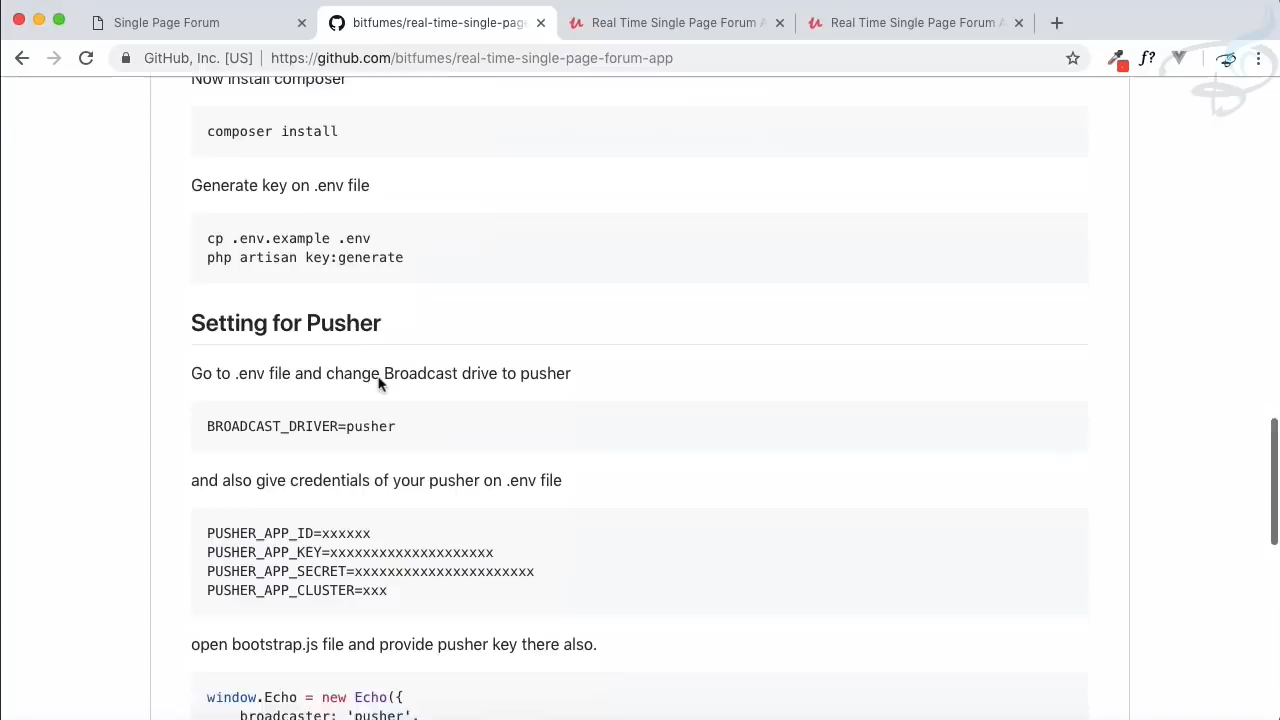 Single Page Forum
bitfumes/real-time-single-page
Real Time Single Page Forum A
Real Time Single Page Forum A
GitHub, Inc. [US]
https://github.com/bitfumes/real-time-single-page-forum-app
f?
Now install composer
composer install
Generate key on .env file
cp .env.example .env
php artisan key:generate
Setting for Pusher
Go to .env file and change Broadcast drive to pusher
BROADCAST_DRIVER=pusher
and also give credentials of your pusher on .env file
PUSHER_APP_ID=xxxxxx
PUSHER_APP_KEY=xxxxxxxxxxxxxxxxxxxx
PUSHER_APP_SECRET=xxxxxxxxxxxxxxxxxxxxxx
PUSHER_APP_CLUSTER=xxx
open bootstrap.js file and provide pusher key there also.
window.Echo = new Echo({
broadcaster: 'pusher',